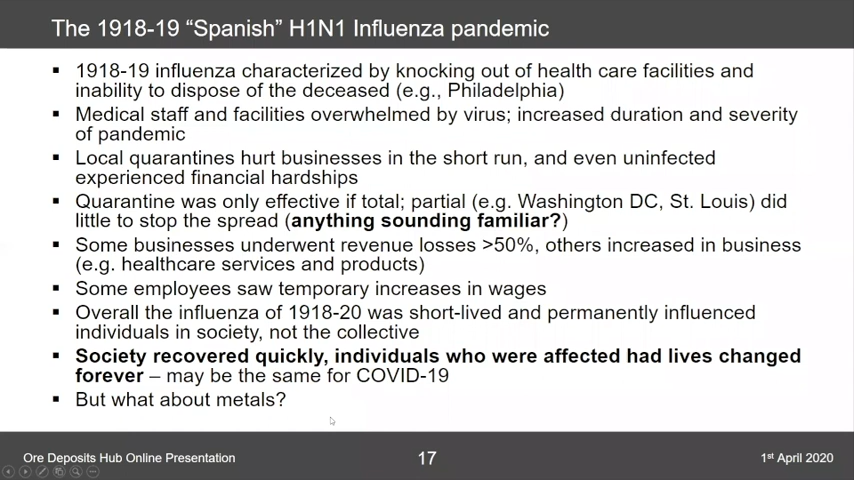 The 1918-19 “Spanish” H1N1 Influenza pandemic
▪ 1918-19 influenza characterized by knocking out of health care facilities and
inability to dispose of the deceased (e.g., Philadelphia)
▪ Medical staff and facilities overwhelmed by virus; increased duration and severity
of pandemic
▪ Local quarantines hurt businesses in the short run, and even uninfected
experienced financial hardships
▪ Quarantine was only effective if total; partial (e.g. Washington DC, St. Louis) did
little to stop the spread (anything sounding familiar?)
▪ Some businesses underwent revenue losses >50%, others increased in business
(e.g. healthcare services and products)
▪ Some employees saw temporary increases in wages
▪ Overall the influenza of 1918-20 was short-lived and permanently influenced
individuals in society, not the collective
▪ Society recovered quickly, individuals who were affected had lives changed
forever – may be the same for COVID-19
▪ But what about metals?
Ore Deposits Hub Online Presentation
17
1st April 2020